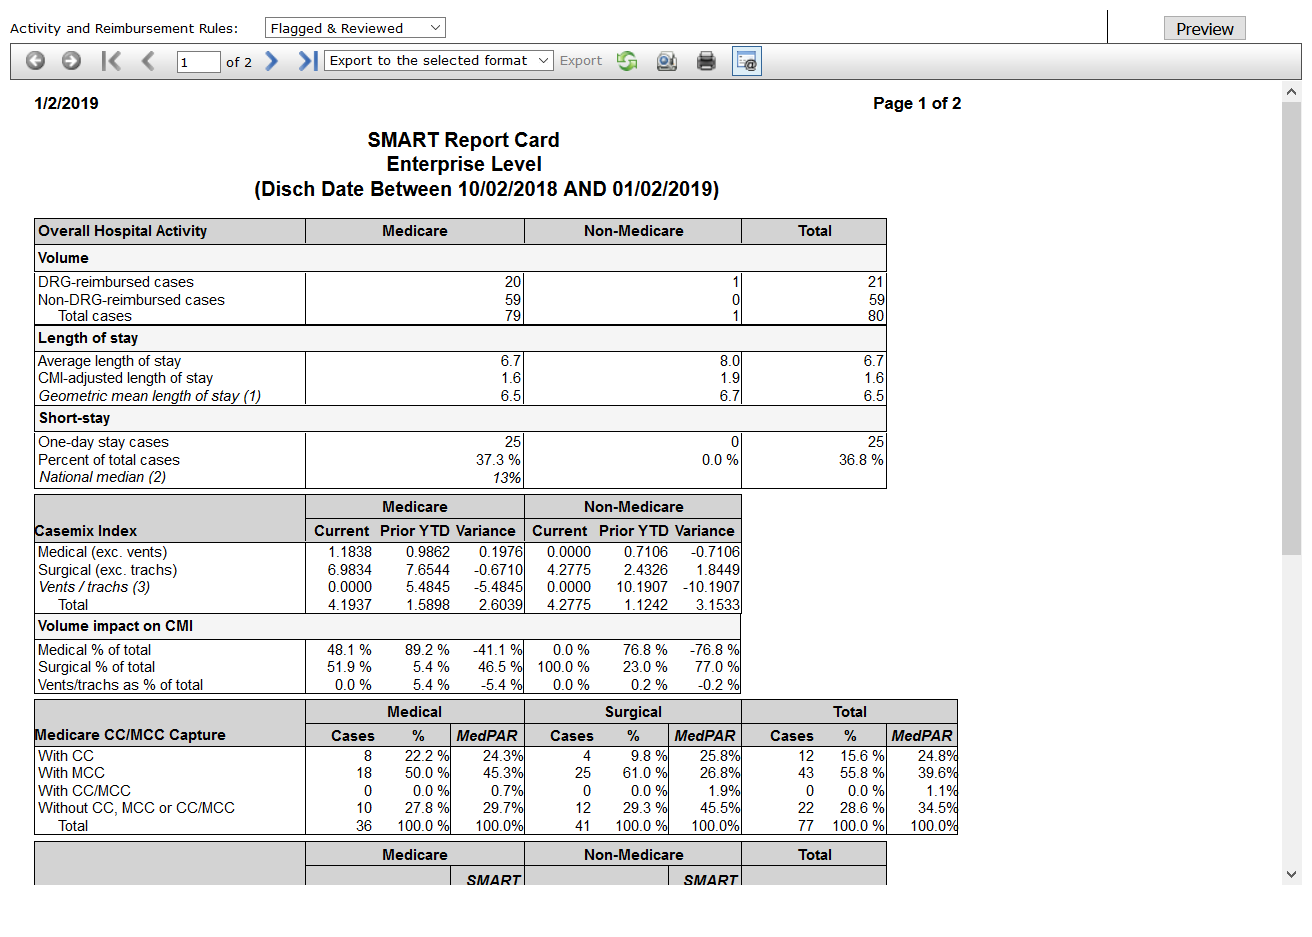 Activity and Reimbursement Rules: Flagged & Reviewed Preview
1 of 2 Export to the selected format Export
1/2/2019 Page 1 of 2
SMART Report Card
Enterprise Level
(Disch Date Between 10/02/2018 AND 01/02/2019)
Overall Hospital Activity Medicare Non-Medicare Total
Volume
DRG-reimbursed cases 20 1 21
Non-DRG-reimbursed cases 59 0 59
Total cases 79 1 80
Length of stay
Average length of stay 6.7 8.0 6.7
CMI-adjusted length of stay 1.6 1.9 1.6
Geometric mean length of stay (1) 6.5 6.7 6.5
Short-stay
One-day stay cases 25 0 25
Percent of total cases 37.3 % 0.0 % 36.8 %
National median (2) 13%
Medicare Non-Medicare
Casemix Index Current Prior YTD Variance Current Prior YTD Variance
Medical (exc. vents) 1.1838 0.9862 0.1976 0.0000 0.7106 -0.7106
Surgical (exc. trachs) 6.9834 7.6544 -0.6710 4.2775 2.4326 1.8449
Vents / trachs (3) 0.0000 5.4845 -5.4845 0.0000 10.1907 -10.1907
Total 4.1937 1.5898 2.6039 4.2775 1.1242 3.1533
Volume impact on CMI
Medical % of total 48.1 % 89.2 % -41.1 % 0.0 % 76.8 % -76.8 %
Surgical % of total 51.9 % 5.4 % 46.5 % 100.0 % 23.0 % 77.0 %
Vents/trachs as % of total 0.0 % 5.4 % -5.4 % 0.0 % 0.2 % -0.2 %
Medical Surgical Total
Medicare CC/MCC Capture Cases % MedPAR Cases % MedPAR Cases % MedPAR
With CC 8 22.2 % 24.3% 4 9.8 % 25.8% 12 15.6 % 24.8%
With MCC 18 50.0 % 45.3% 25 61.0 % 26.8% 43 55.8 % 39.6%
With CC/MCC 0 0.0 % 0.7% 0 0.0 % 1.9% 0 0.0 % 1.1%
Without CC, MCC or CC/MCC 10 27.8 % 29.7% 12 29.3 % 45.5% 22 28.6 % 34.5%
Total 36 100.0 % 100.0% 41 100.0 % 100.0% 77 100.0 % 100.0%
Medicare Non-Medicare Total
SMART SMART